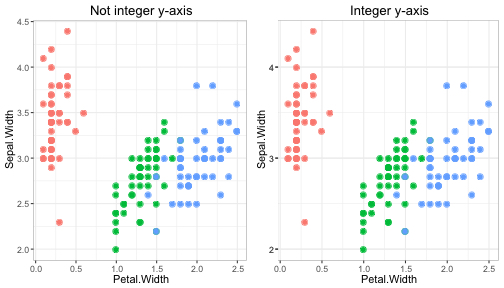 Not integer y-axis
Integer y-axis
4.5
4.0
3.5
3.0
2.5
2.0
Sepal.Width
0.0 0.5 1.0 1.5 2.0 2.5
Petal.Width
4
3
2
Sepal.Width
0.0 0.5 1.0 1.5 2.0 2.5
Petal.Width